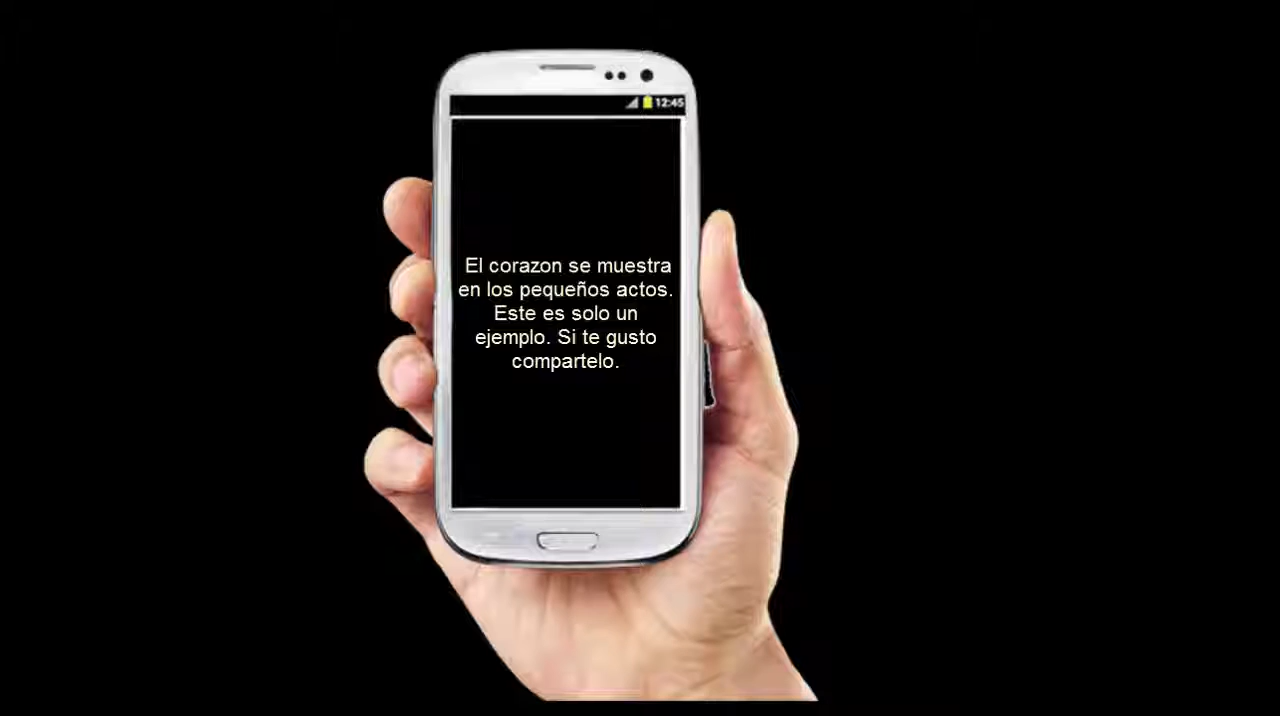 12:45
El corazon se muestra
en los pequeños actos.
Este es solo un
ejemplo. Si te gusto
compartelo.